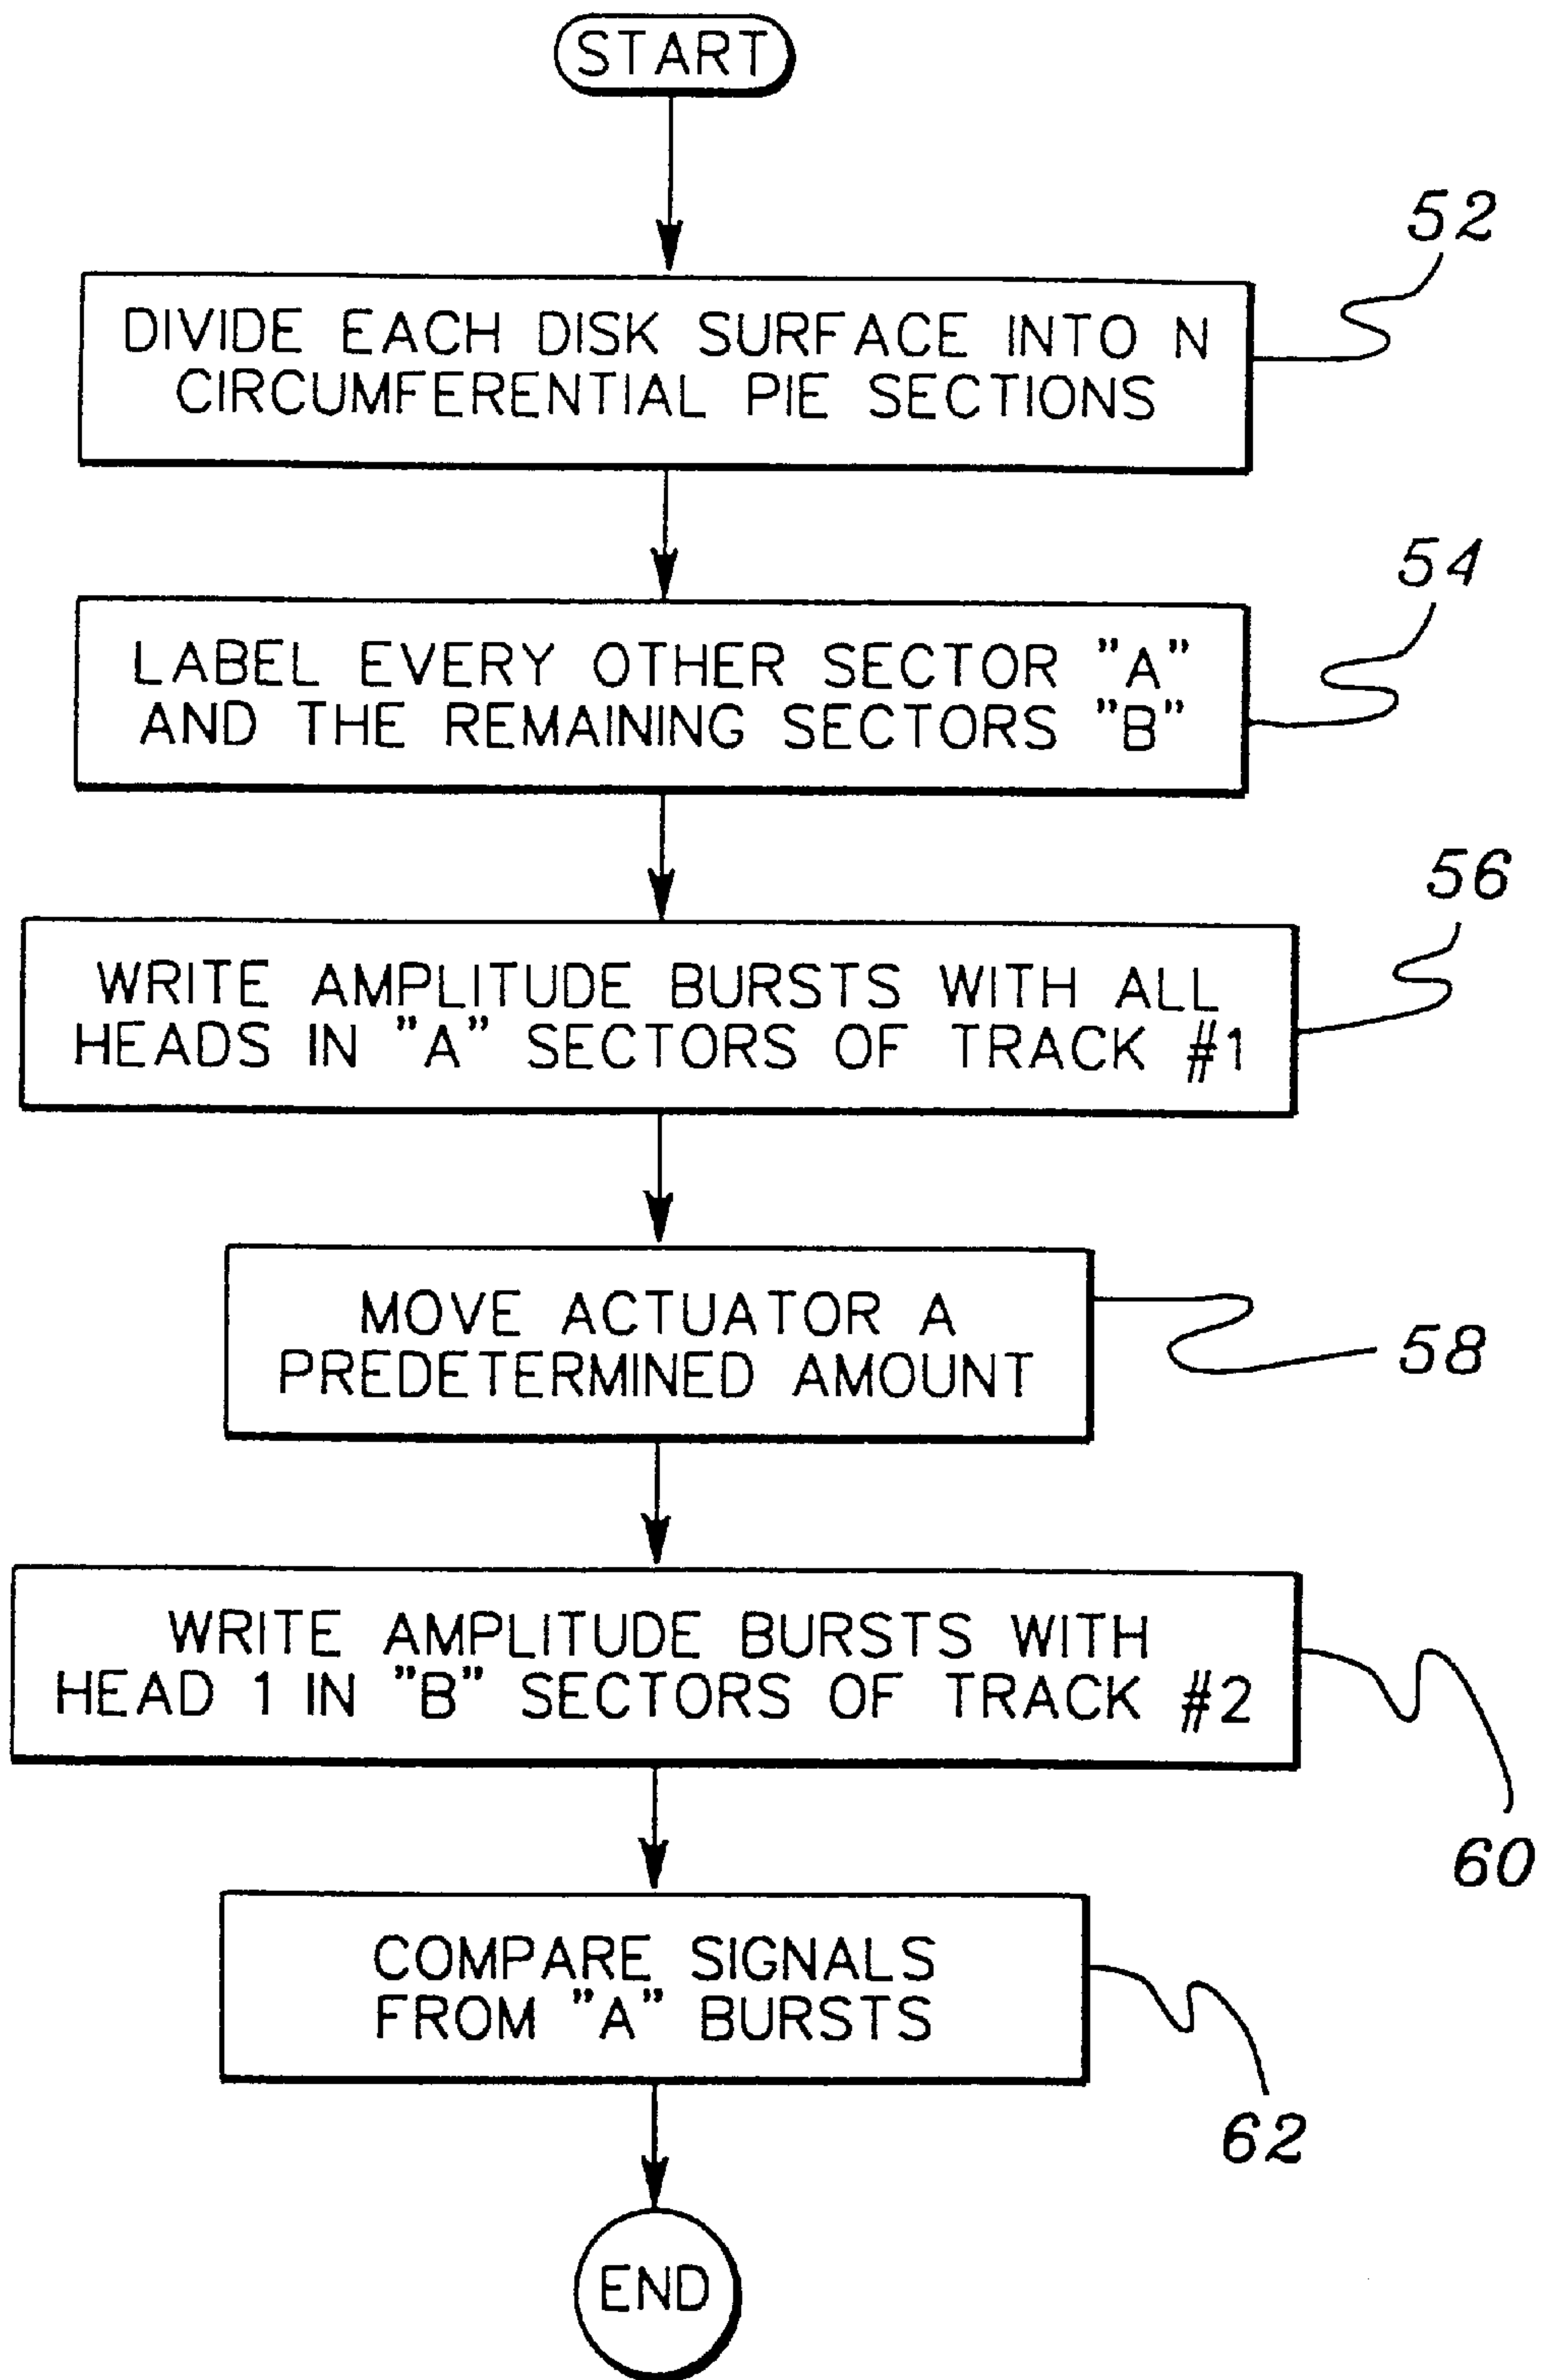 START
52
DIVIDE EACH DISK SURFACE INTO N
CIRCUMFERENTIAL PIE SECTIONS
54
LABEL EVERY OTHER SECTOR "A"
AND THE REMAINING SECTORS "B"
56
WRITE AMPLITUDE BURSTS WITH ALL
HEADS IN "A" SECTORS OF TRACK #1
MOVE ACTUATOR A
PREDETERMINED AMOUNT
58
WRITE AMPLITUDE BURSTS WITH
HEAD 1 IN "B" SECTORS OF TRACK #2
60
COMPARE SIGNALS
FROM "A" BURSTS
62
END